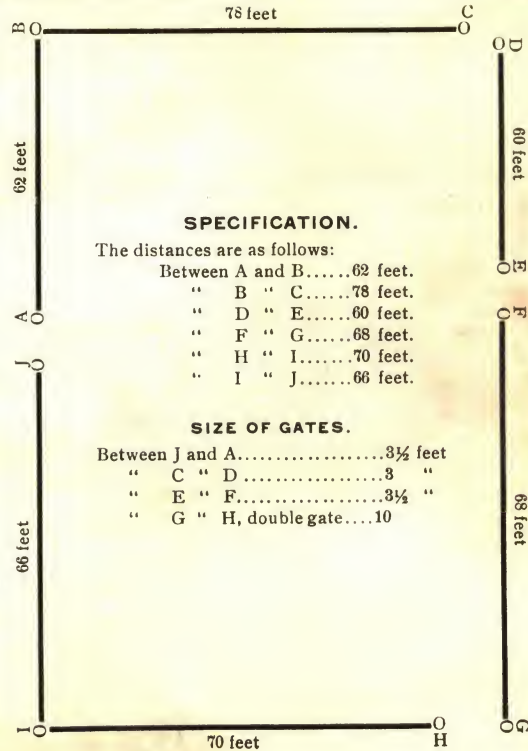 78 feet
B
C
D
62 feet
60 feet
SPECIFICATION.
The distances are as follows:
Between A and B......62 feet.
“ B “ C......78 feet.
“ D “ E......60 feet.
“ F “ G......68 feet.
“ H “ I.......70 feet.
“ I “ J.......66 feet.
A
J
E
F
SIZE OF GATES.
Between J and A..................3½ feet
“ C “ D..................3 “
“ E “ F..................3½ “
“ G “ H, double gate....10
66 feet
68 feet
I
70 feet
H
G